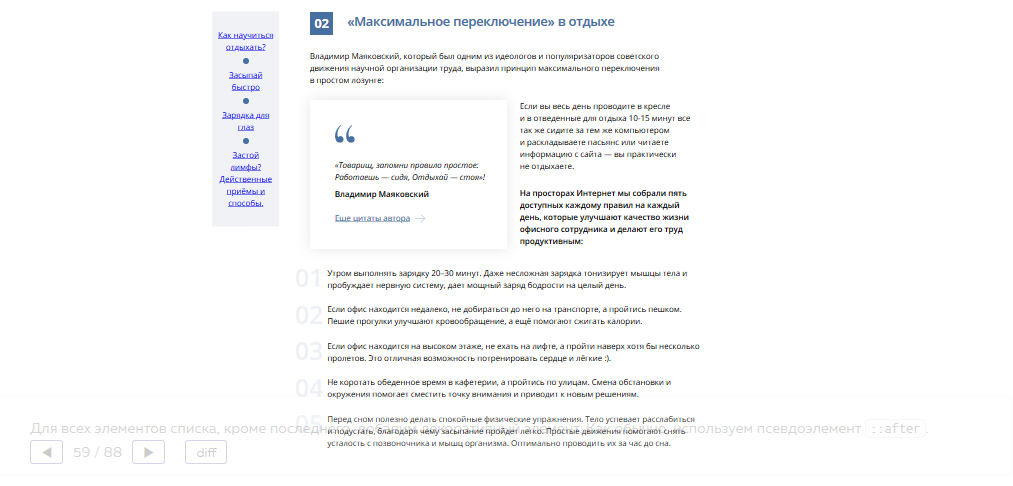 Как научиться
отдыхать?
Засыпай
быстро
Зарядка для
глаз
Застой
лимфы?
Действенные
приёмы и
способы.
02 «Максимальное переключение» в отдыхе
Владимир Маяковский, который был одним из идеологов и популяризаторов советского
движения научной организации труда, выразил принцип максимального переключения
в простом лозунге:
«Товарищ, запомни правило простое:
Работаешь — сидя, Отдыхай — стоя»!
Владимир Маяковский
Еще цитаты автора
Если вы весь день проводите в кресле
и в отведенные для отдыха 10-15 минут все
так же сидите за тем же компьютером
и раскладываете пасьянс или читаете
информацию с сайта — вы практически
не отдыхаете.
На просторах Интернет мы собрали пять
доступных каждому правил на каждый
день, которые улучшают качество жизни
офисного сотрудника и делают его труд
продуктивным:
01 Утром выполнять зарядку 20–30 минут. Даже несложная зарядка тонизирует мышцы тела и
пробуждает нервную систему, дает мощный заряд бодрости на целый день.
02 Если офис находится недалеко, не добираться до него на транспорте, а пройтись пешком.
Пешие прогулки улучшают кровообращение, а ещё помогают сжигать калории.
03 Если офис находится на высоком этаже, не ехать на лифте, а пройти наверх хотя бы несколько
пролетов. Это отличная возможность потренировать сердце и лёгкие :).
04 Не коротать обеденное время в кафетерии, а пройтись по улицам. Смена обстановки и
окружения помогает сместить точку внимания и приводит к новым решениям.
05 Перед сном полезно делать спокойные физические упражнения. Тело успевает расслабиться
и подустать, благодаря чему засыпание пройдет легко. Простые движения помогают снять
усталость с позвоночника и мышц организма. Оптимально проводить их за час до сна.
Для всех элементов списка, кроме последнего используем псевдоэлемент ::after.
59 / 88 diff